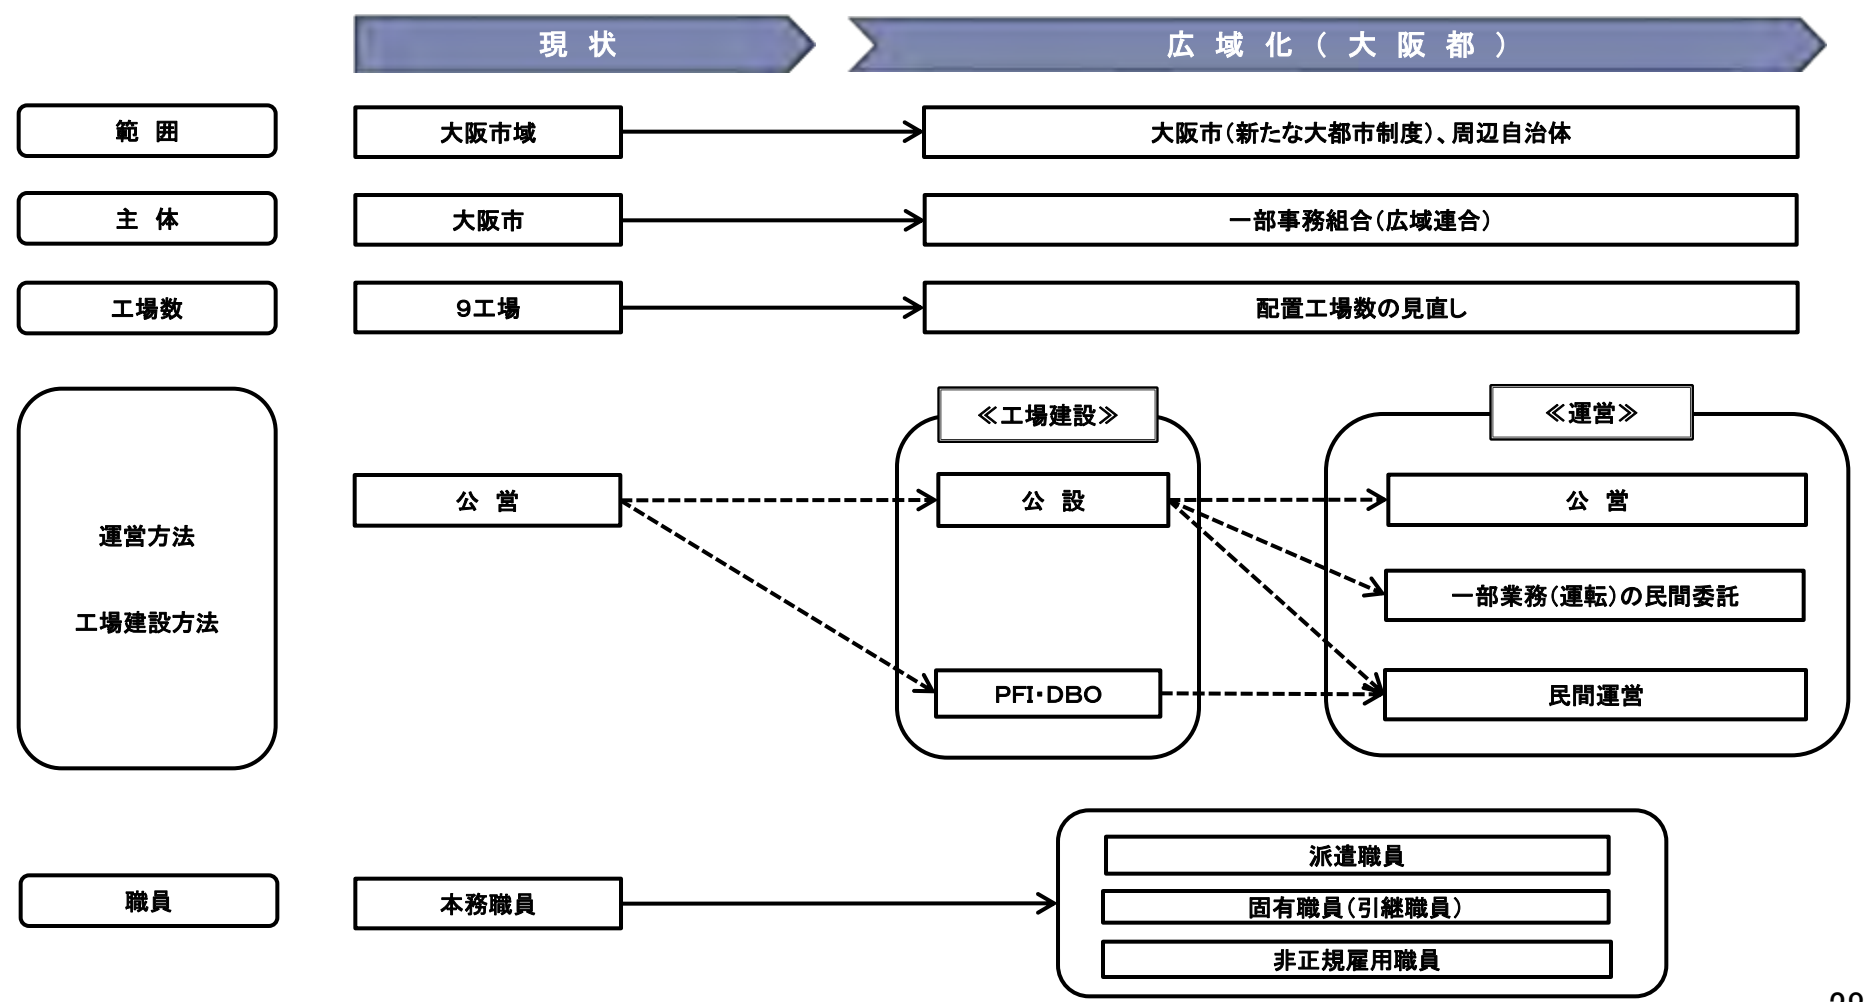 現状
広域化(大阪都)
範囲
大阪市域
大阪市(新たな大都市制度)、周辺自治体
主体
大阪市
一部事務組合(広域連合)
工場数
9工場
配置工場数の見直し
運営方法
工場建設方法
公営
≪工場建設≫
公設
PFI・DBO
≪運営≫
公営
一部業務(運転)の民間委託
民間運営
職員
本務職員
派遣職員
固有職員(引継職員)
非正規雇用職員